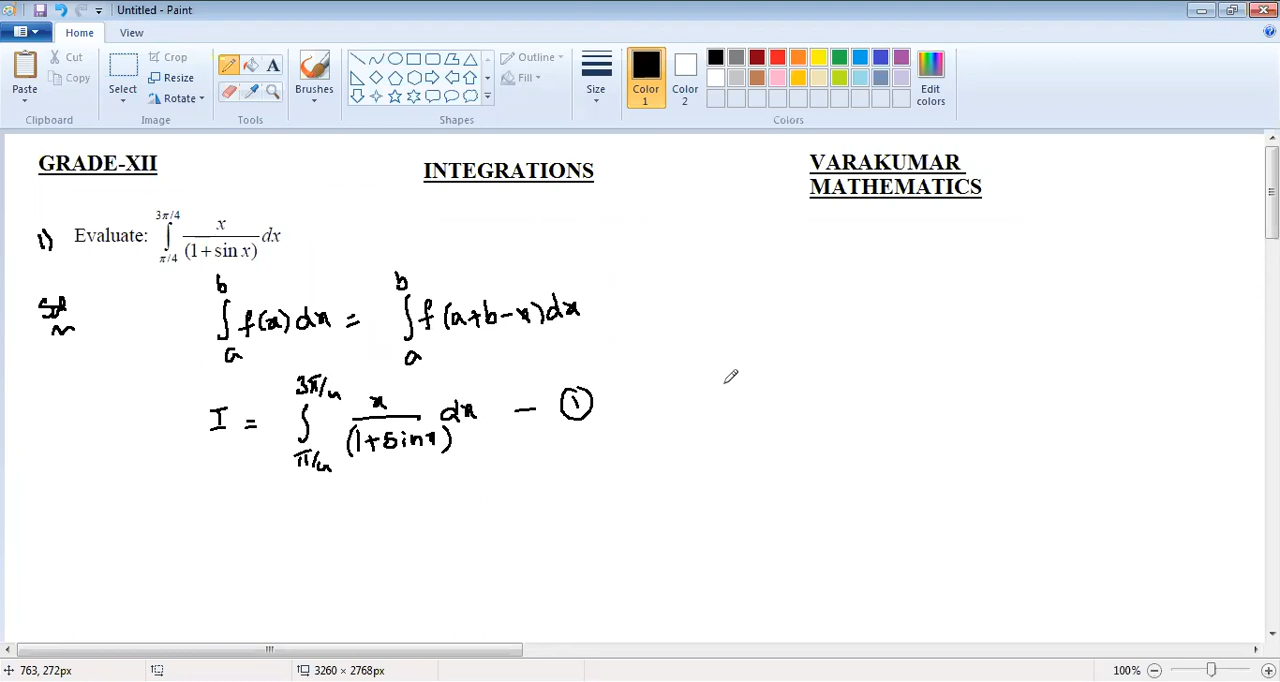 Untitled - Paint
Home View
Paste Cut Copy Select Crop Resize Rotate Brushes Outline Fill Size Color 1 Color 2 Edit colors
Clipboard Image Tools Shapes Colors
GRADE-XII INTEGRATIONS VARAKUMAR MATHEMATICS
1) Evaluate: ∫_{π/4}^{3π/4} x/(1+sin x) dx
Sol
∫_a^b f(x) dx = ∫_a^b f(a+b-x) dx
I = ∫_{π/4}^{3π/4} x/(1+sin x) dx - ①
763, 272px 3260 × 2768px 100%